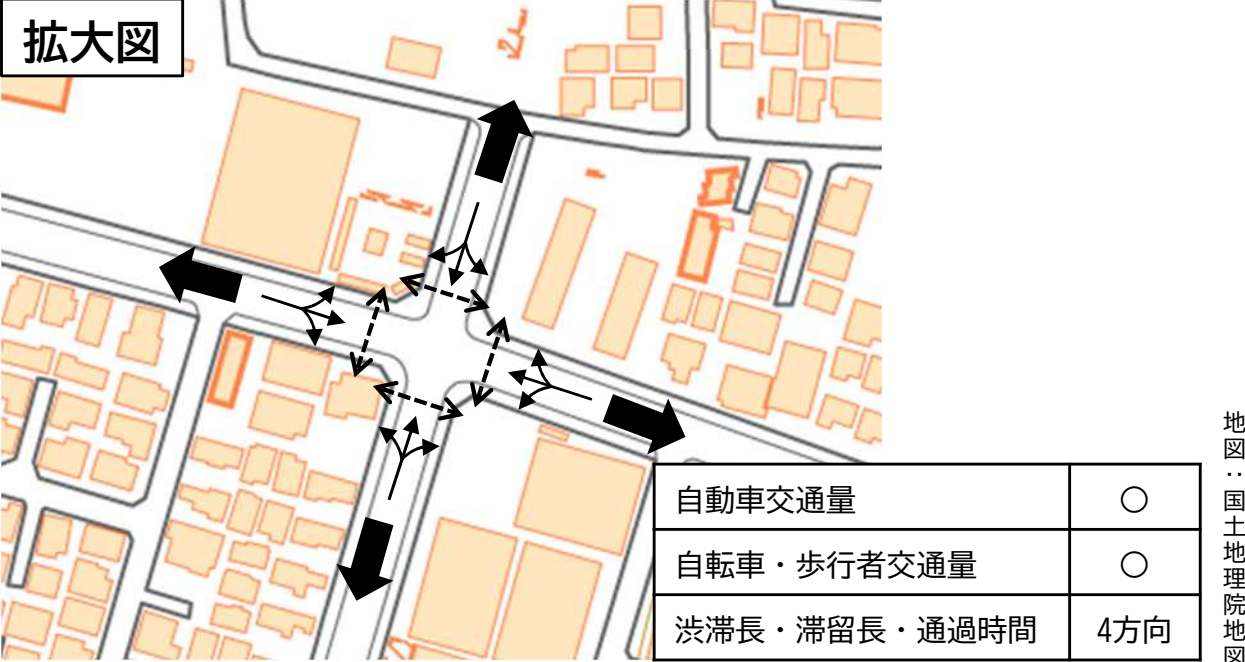 拡大図
自動車交通量 ○
自転車・歩行者交通量 ○
渋滞長・滞留長・通過時間 4方向
地図：国土地理院地図